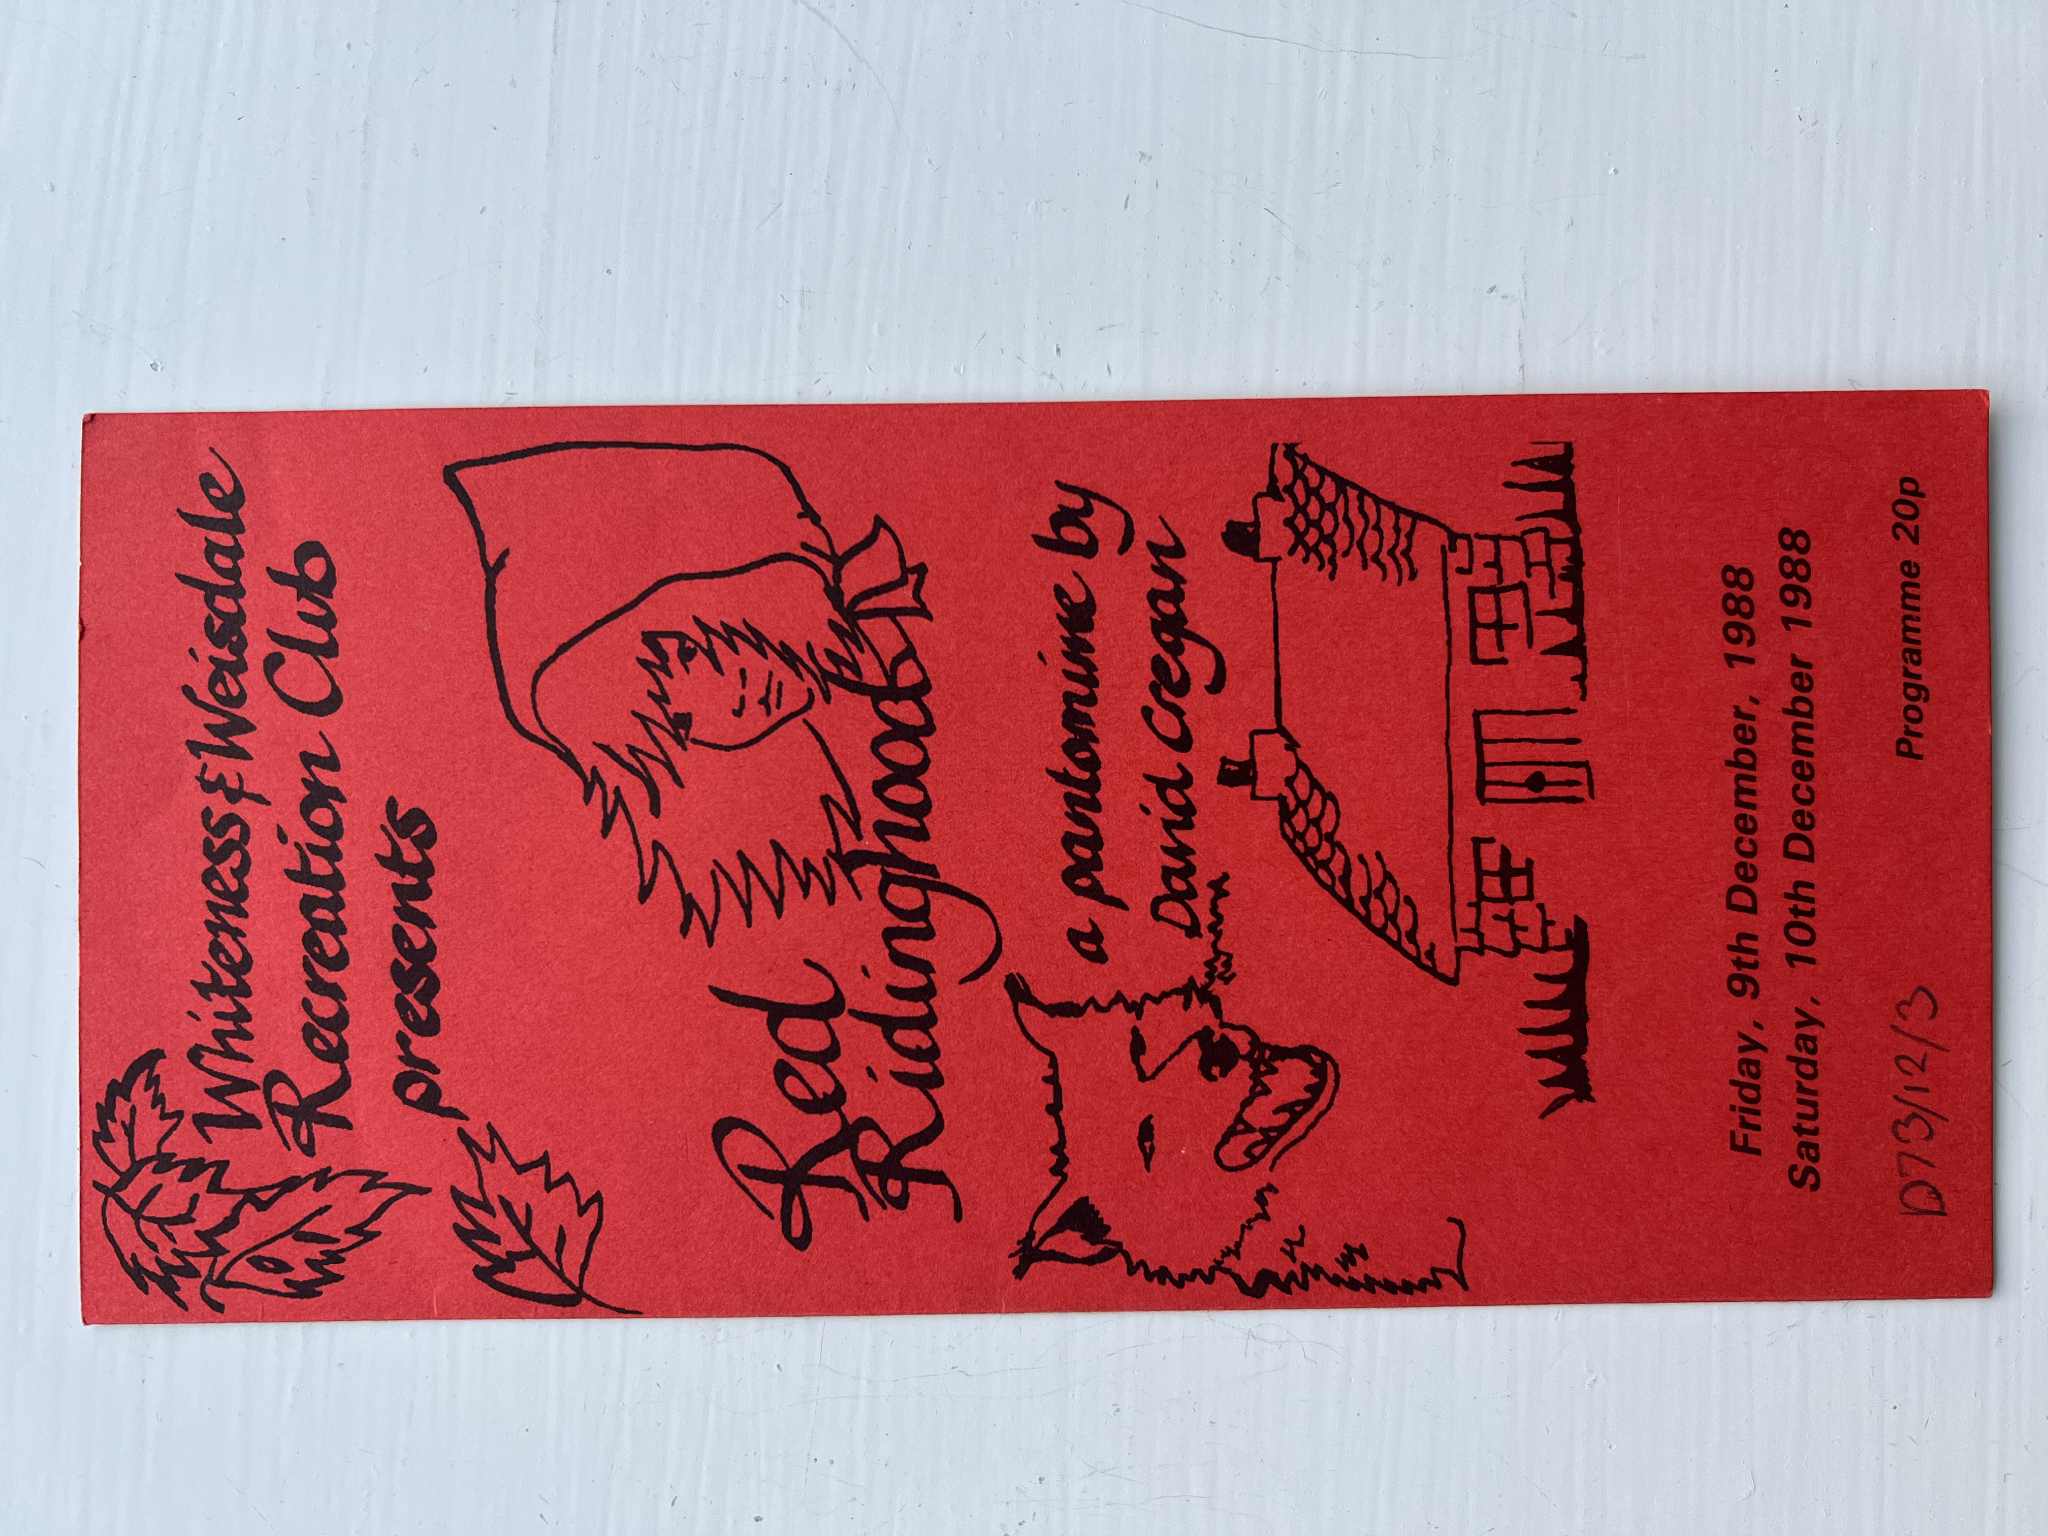 Whiteness & Weisdale
Recreation Club
presents
Red
Ridinghood
a pantomime by
David Cregan
Friday, 9th December, 1988
Saturday, 10th December 1988
Programme 20p
D73/12/3